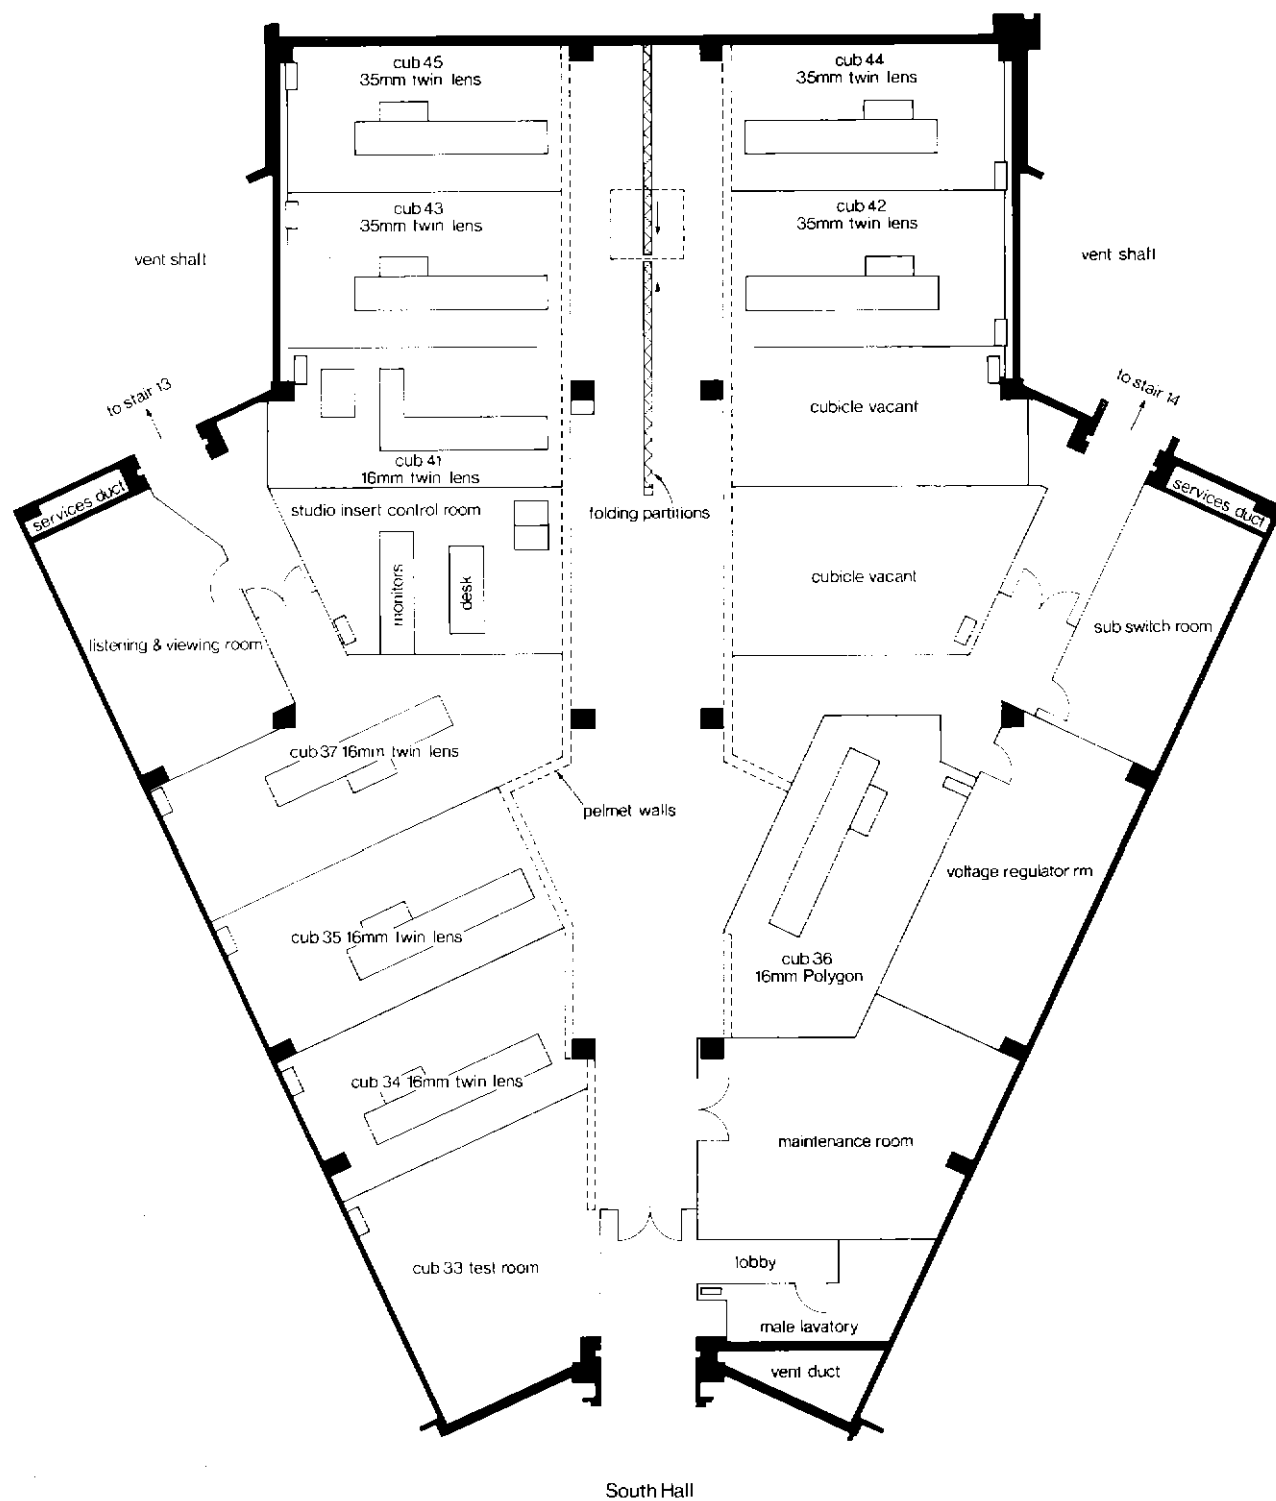 cub 45
35mm twin lens
cub 44
35mm twin lens
cub 43
35mm twin lens
cub 42
35mm twin lens
vent shaft
vent shaft
to stair 13
to stair 14
cubicle vacant
cub 41
16mm twin lens
services duct
services duct
studio insert control room
folding partitions
monitors
desk
cubicle vacant
listening & viewing room
sub switch room
cub 37 16mm twin lens
pelmet walls
voltage regulator rm
cub 35 16mm twin lens
cub 36
16mm Polygon
cub 34 16mm twin lens
maintenance room
lobby
cub 33 test room
male lavatory
vent duct
South Hall